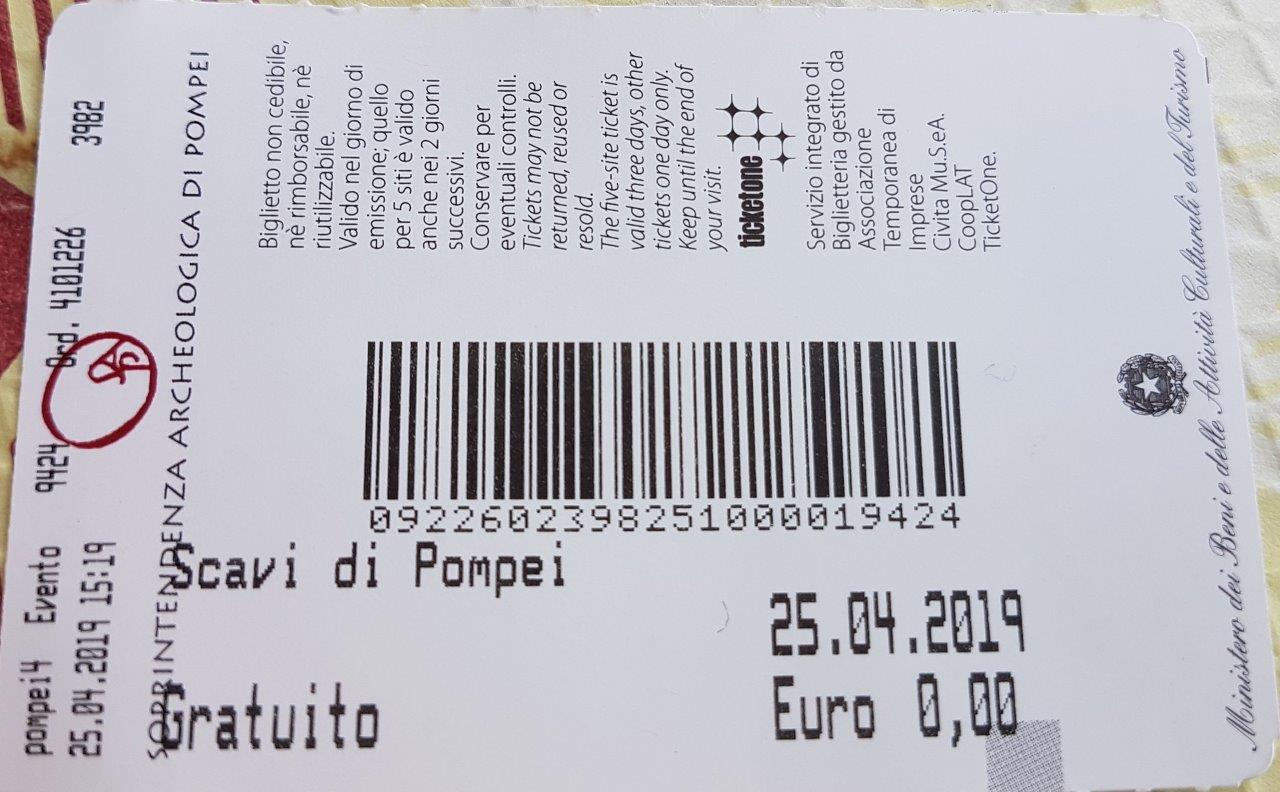 pompei4 Evento 9424 Ord. 4101226 3982
25.04.2019 15:19
SOPRINTENDENZA ARCHEOLOGICA DI POMPEI
Biglietto non cedibile,
nè rimborsabile, nè
riutilizzabile.
Valido nel giorno di
emissione; quello
per 5 siti è valido
anche nei 2 giorni
successivi.
Conservare per
eventuali controlli.
Tickets may not be
returned, reused or
resold.
The five-site ticket is
valid three days, other
tickets one day only.
Keep until the end of
your visit.
ticketone
Servizio integrato di
Biglietteria gestito da
Associazione
Temporanea di
Imprese
Civita Mu.S.eA.
CoopLAT
TicketOne.
0922602398251000019424
Scavi di Pompei
25.04.2019
Gratuito
Euro 0,00
Ministero dei Beni e delle Attività Culturali e del Turismo